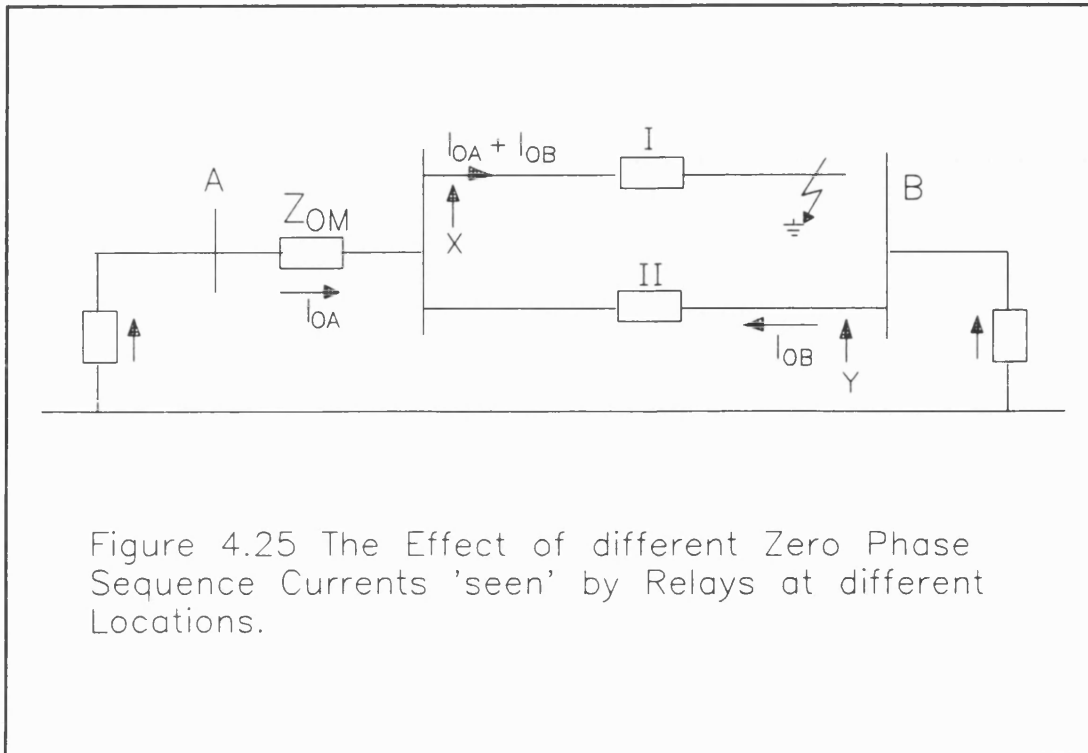 I0A + I0B
I
A
Z0M
X
B
I0A
II
I0B
Y
Figure 4.25 The Effect of different Zero Phase
Sequence Currents 'seen' by Relays at different
Locations.